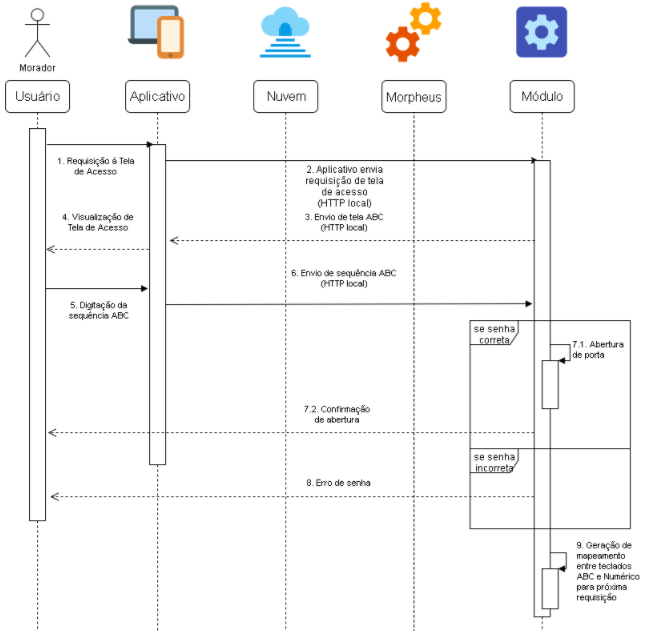 Morador
Usuário
Aplicativo
Nuvem
Morpheus
Módulo
1. Requisição à Tela
de Acesso
2. Aplicativo envia
requisição de tela
de acesso
(HTTP local)
3. Envio de tela ABC
(HTTP local)
4. Visualização de
Tela de Acesso
6. Envio de sequência ABC
(HTTP local)
5. Digitação da
sequência ABC
se senha
correta
7.1. Abertura
de porta
7.2. Confirmação
de abertura
se senha
incorreta
8. Erro de senha
9. Geração de
mapeamento
entre teclados
ABC e Numérico
para próxima
requisição